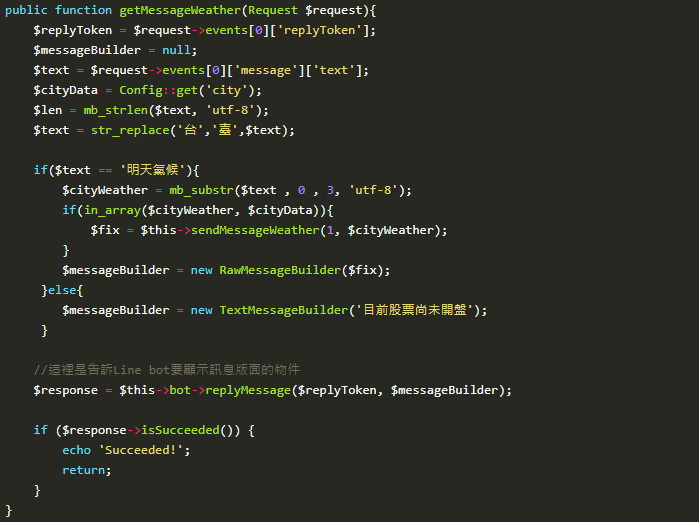 public function getMessageWeather(Request $request){
    $replyToken = $request->events[0]['replyToken'];
    $messageBuilder = null;
    $text = $request->events[0]['message']['text'];
    $cityData = Config::get('city');
    $len = mb_strlen($text, 'utf-8');
    $text = str_replace('台','臺',$text);

    if($text == '明天氣候'){
        $cityWeather = mb_substr($text , 0 , 3, 'utf-8');
        if(in_array($cityWeather, $cityData)){
            $fix = $this->sendMessageWeather(1, $cityWeather);
        }
        $messageBuilder = new RawMessageBuilder($fix);
     }else{
        $messageBuilder = new TextMessageBuilder('目前股票尚未開盤');
     }

    //這裡是告訴Line bot要顯示訊息版面的物件
    $response = $this->bot->replyMessage($replyToken, $messageBuilder);

    if ($response->isSucceeded()) {
        echo 'Succeeded!';
        return;
    }
}